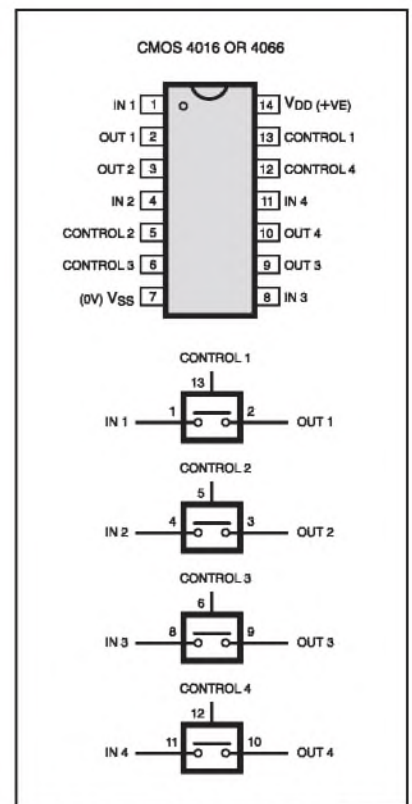 CMOS 4016 OR 4066
IN 1 1 14 VDD (+VE)
OUT 1 2 13 CONTROL 1
OUT 2 3 12 CONTROL 4
IN 2 4 11 IN 4
CONTROL 2 5 10 OUT 4
CONTROL 3 6 9 OUT 3
(0V) VSS 7 8 IN 3
CONTROL 1
13
IN 1 1 2 OUT 1
CONTROL 2
5
IN 2 4 3 OUT 2
CONTROL 3
6
IN 3 8 9 OUT 3
CONTROL 4
12
IN 4 11 10 OUT 4